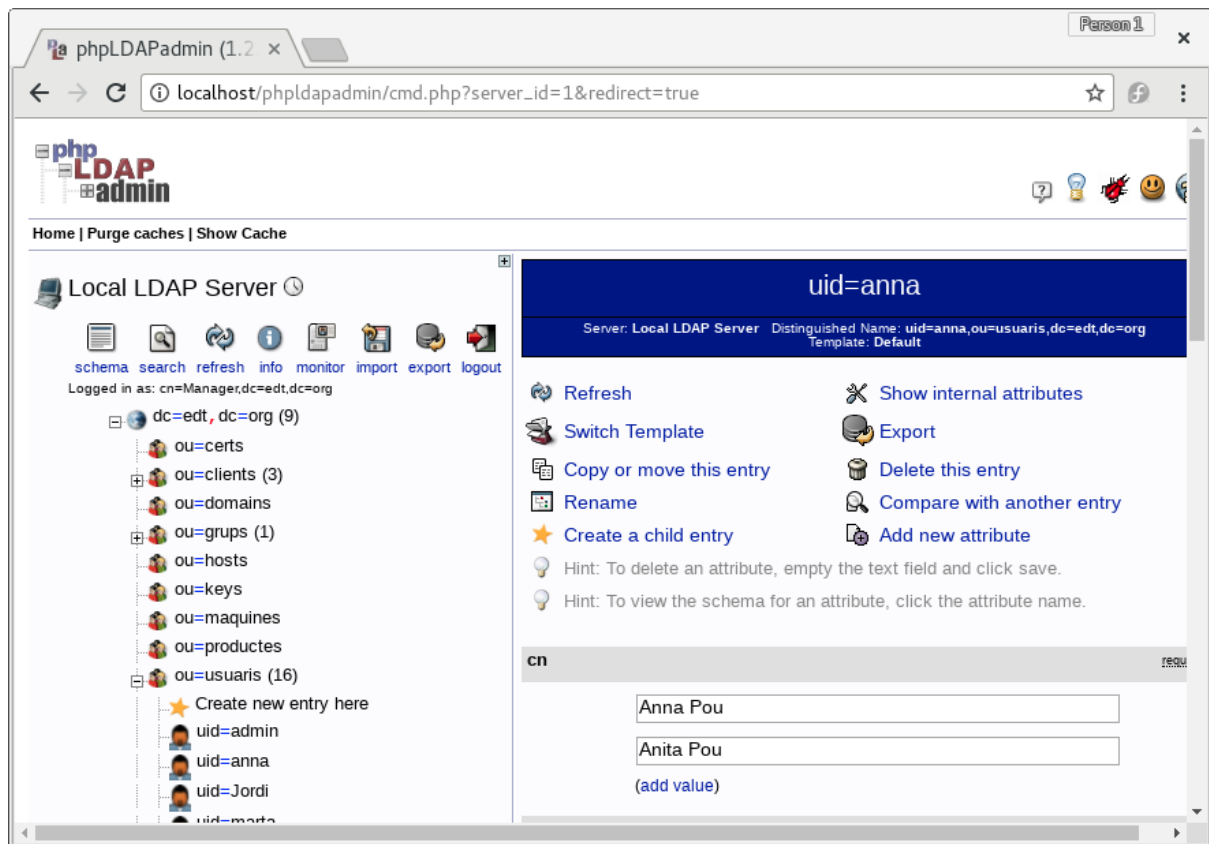 Person 1
phpLDAPadmin (1.2
localhost/phpldapadmin/cmd.php?server_id=1&redirect=true
php
LDAP
admin
Home | Purge caches | Show Cache
Local LDAP Server
schema search refresh info monitor import export logout
Logged in as: cn=Manager,dc=edt,dc=org
dc=edt,dc=org (9)
ou=certs
ou=clients (3)
ou=domains
ou=grups (1)
ou=hosts
ou=keys
ou=maquines
ou=productes
ou=usuaris (16)
Create new entry here
uid=admin
uid=anna
uid=Jordi
uid=marta
uid=anna
Server: Local LDAP Server Distinguished Name: uid=anna,ou=usuaris,dc=edt,dc=org
Template: Default
Refresh Show internal attributes
Switch Template Export
Copy or move this entry Delete this entry
Rename Compare with another entry
Create a child entry Add new attribute
Hint: To delete an attribute, empty the text field and click save.
Hint: To view the schema for an attribute, click the attribute name.
cn requ
Anna Pou
Anita Pou
(add value)